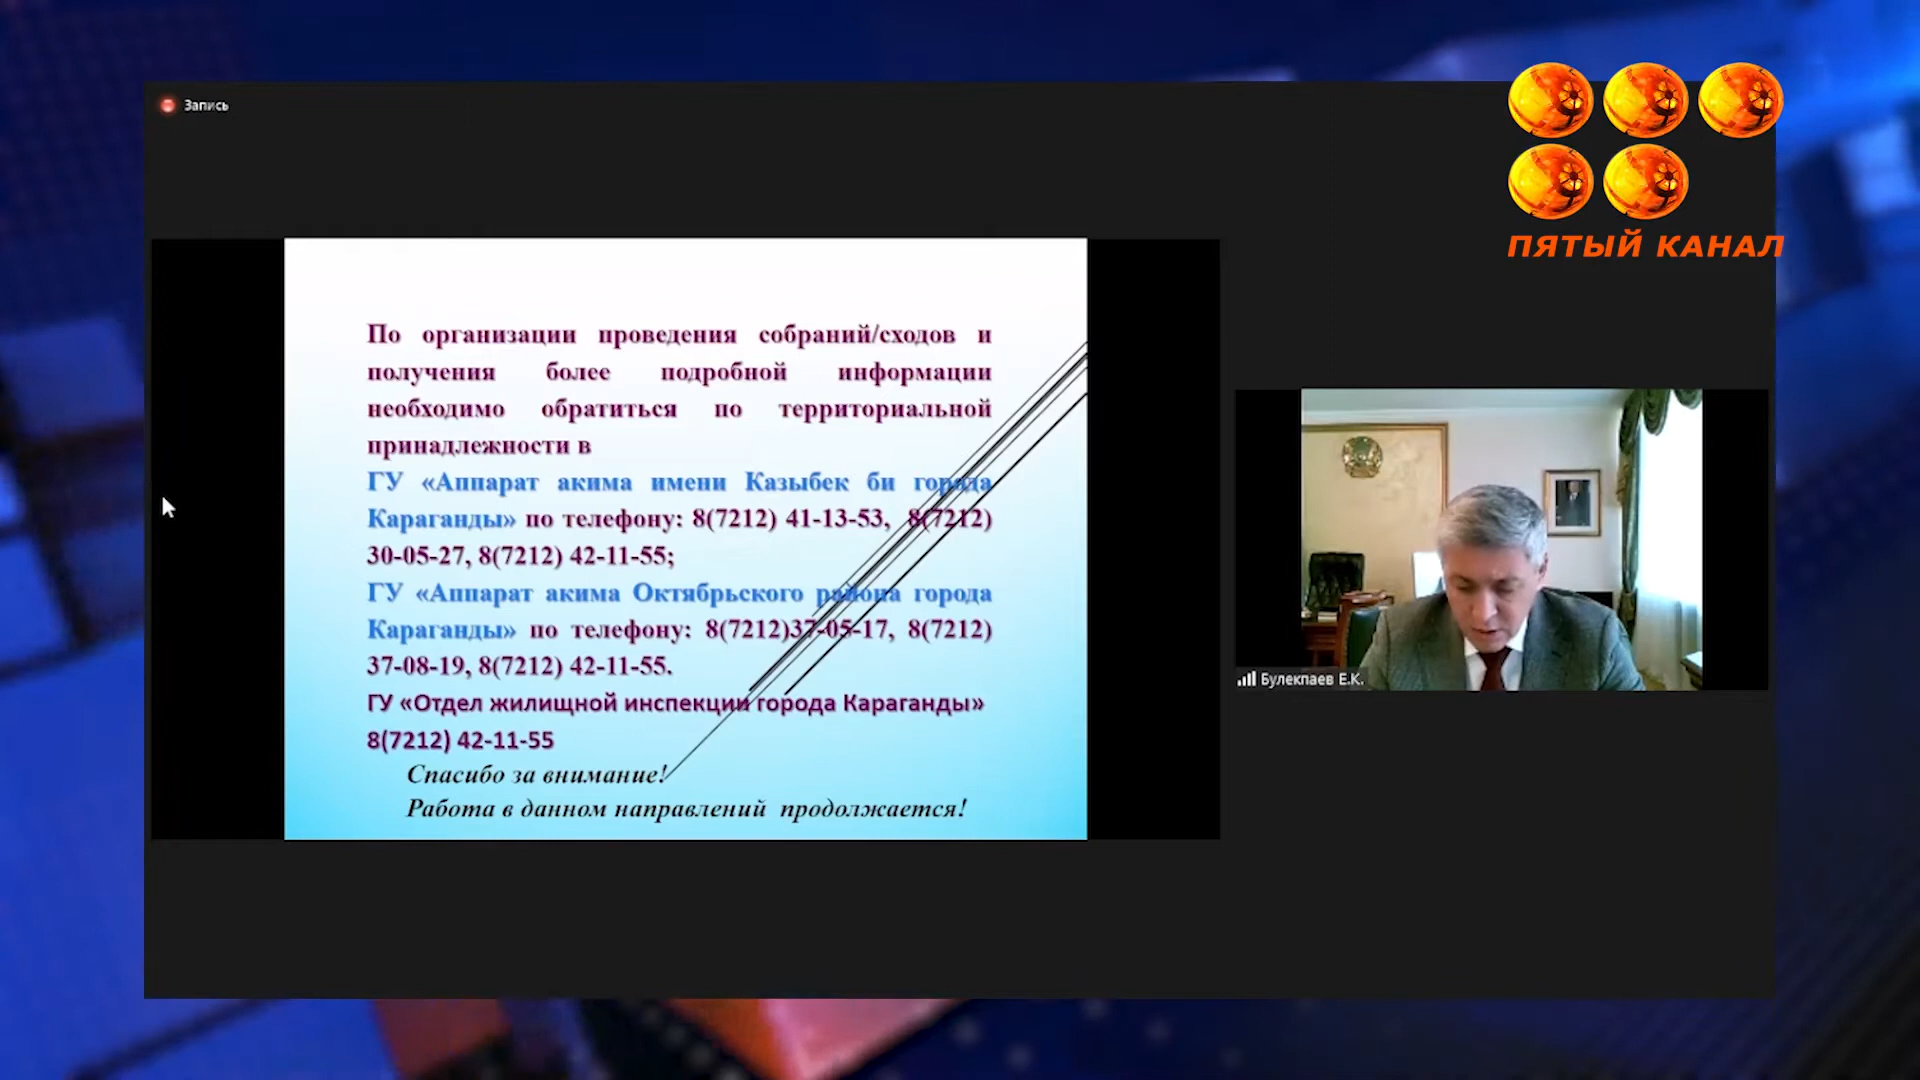 Запись
ПЯТЫЙ КАНАЛ
По организации проведения собраний/сходов и
получения более подробной информации
необходимо обратиться по территориальной
принадлежности в
ГУ «Аппарат акима имени Казыбек би города
Караганды» по телефону: 8(7212) 41-13-53, 8(7212)
30-05-27, 8(7212) 42-11-55;
ГУ «Аппарат акима Октябрьского района города
Караганды» по телефону: 8(7212)37-05-17, 8(7212)
37-08-19, 8(7212) 42-11-55.
ГУ «Отдел жилищной инспекции города Караганды»
8(7212) 42-11-55
Спасибо за внимание!
Работа в данном направлений продолжается!
Булекпаев Е.К.